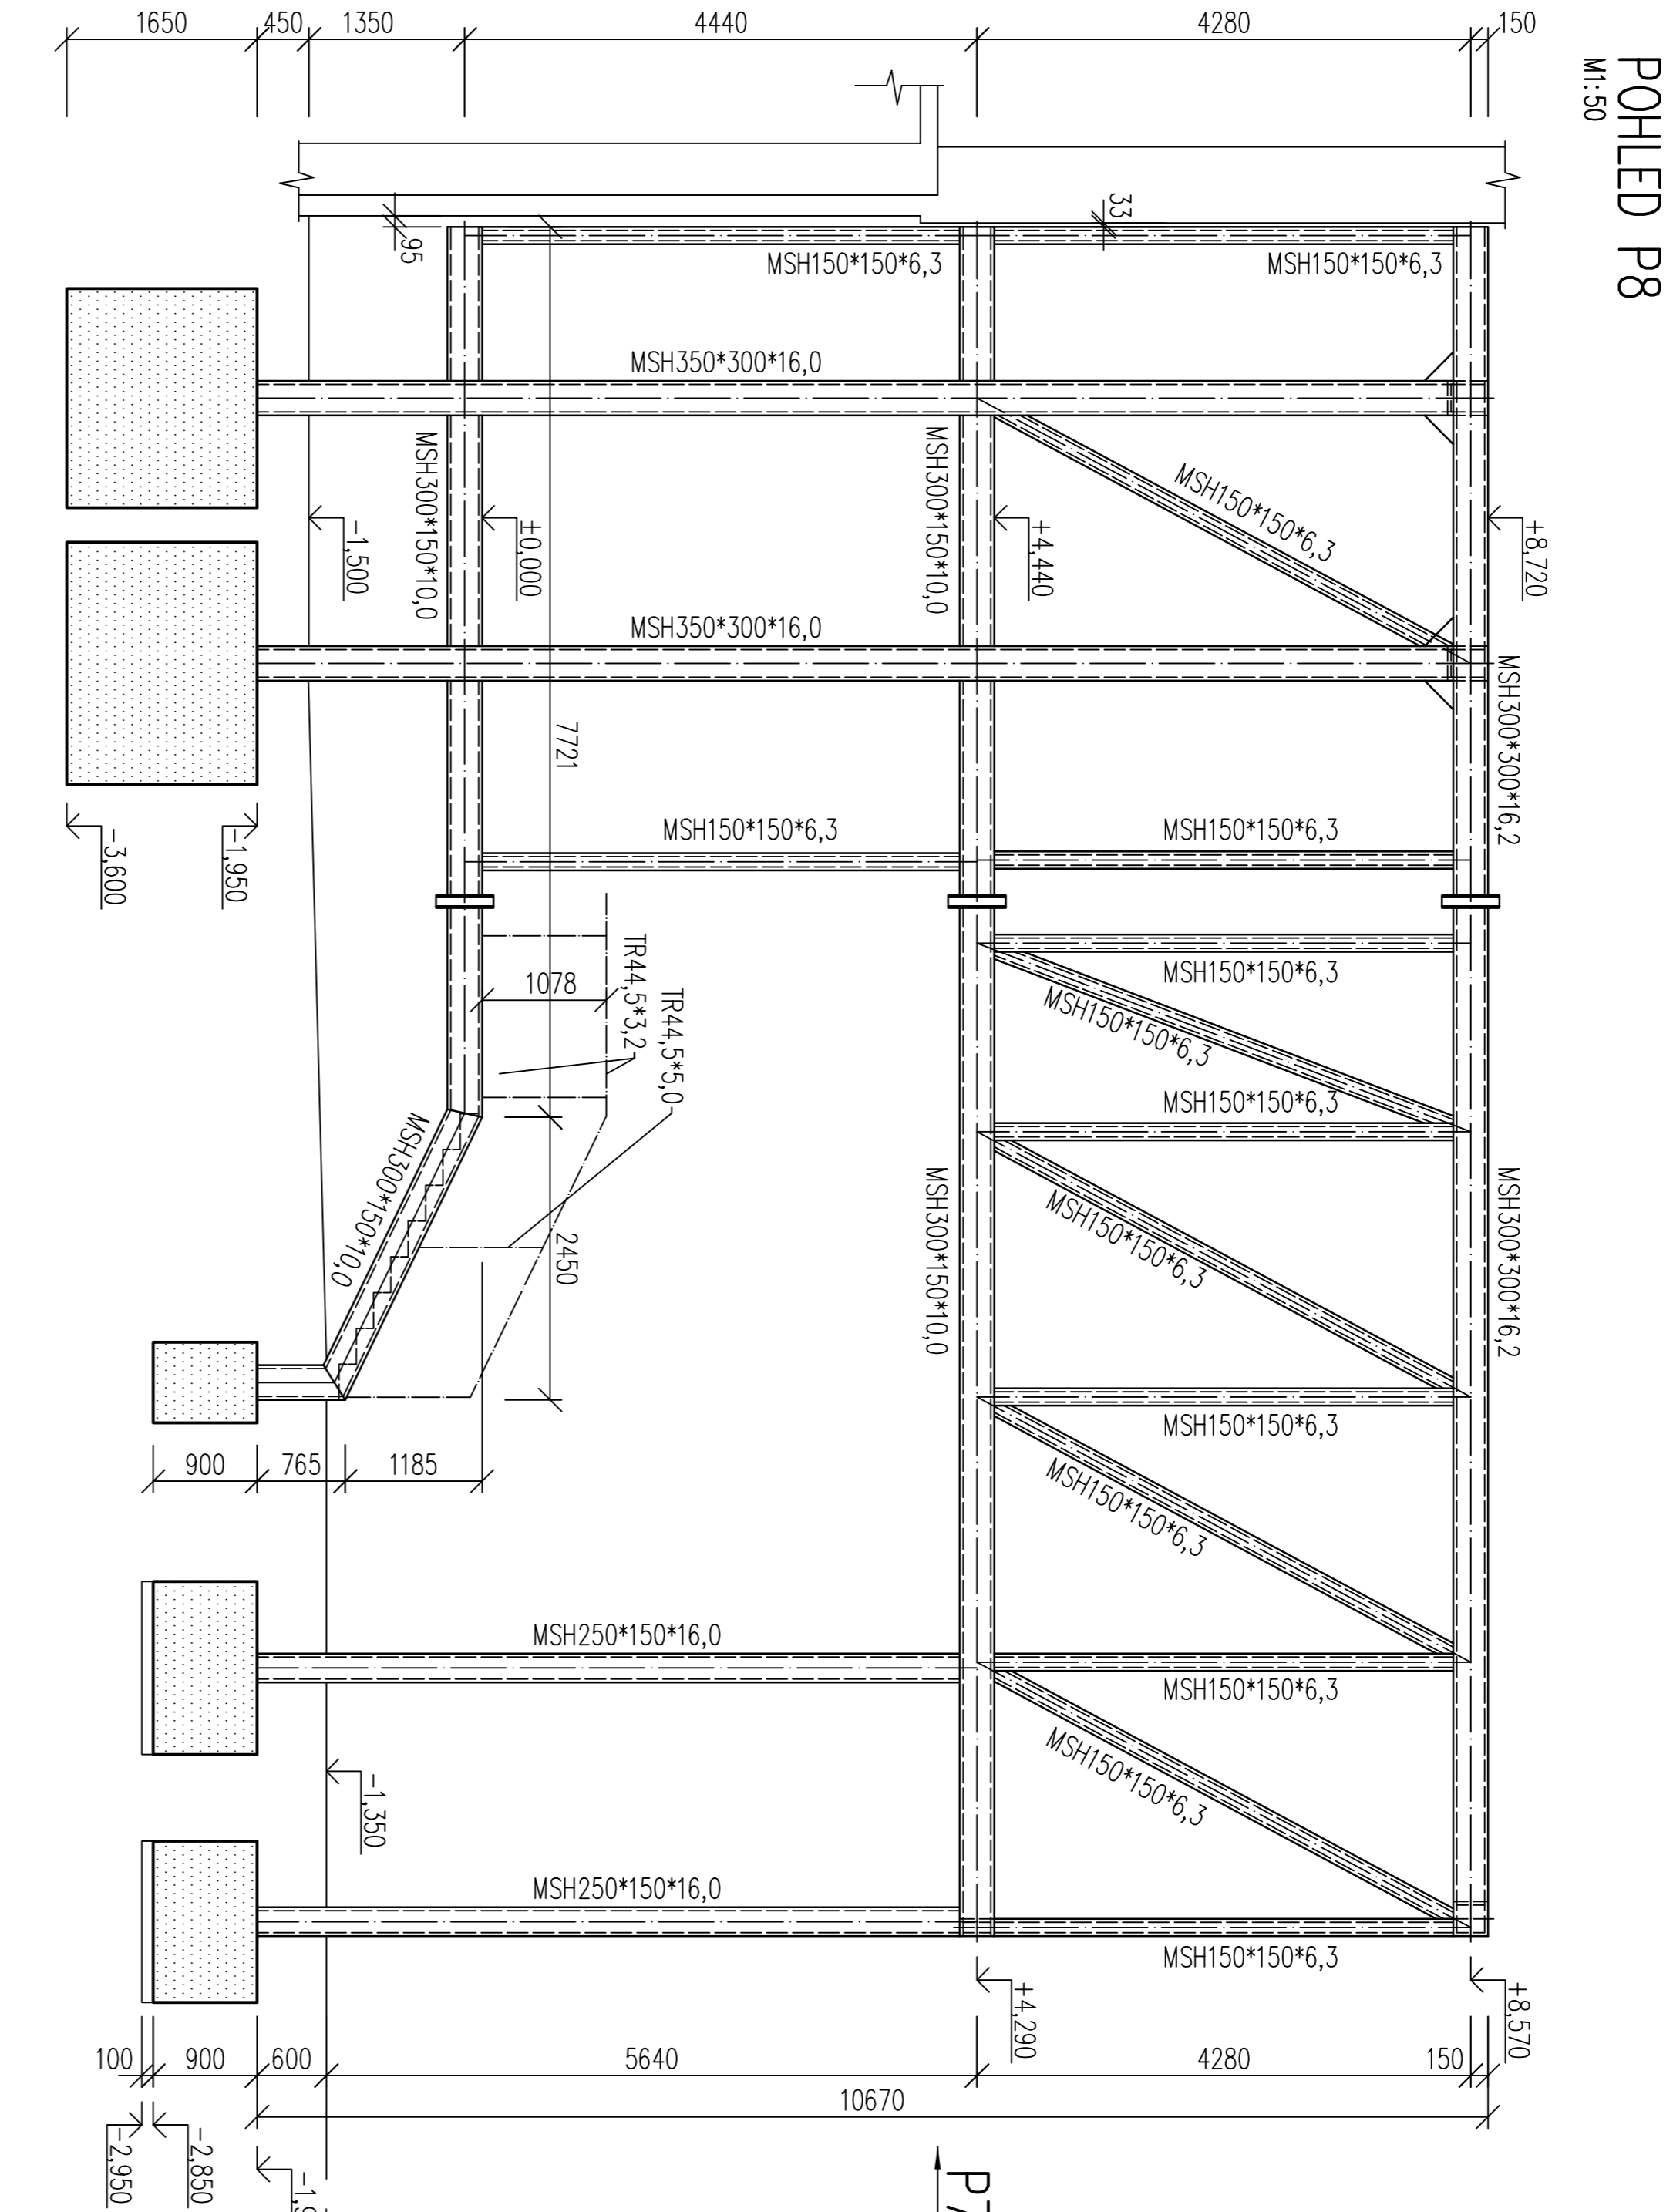 POHLED P8
M1:50
1650
450
1350
4440
4280
150
33
95
MSH150*150*6,3
MSH150*150*6,3
MSH350*300*16,0
MSH300*150*10,0
MSH300*150*10,0
MSH150*150*6,3
-1,500
±0,000
+4,440
+8,720
MSH350*300*16,0
MSH300*300*16,2
7721
-3,600
-1,950
MSH150*150*6,3
MSH150*150*6,3
1078
TR44,5*3,2
TR44,5*5,0
MSH150*150*6,3
MSH150*150*6,3
MSH150*150*6,3
MSH300*150*10,0
2450
MSH300*150*10,0
MSH150*150*6,3
MSH300*300*16,2
MSH150*150*6,3
900
765
1185
MSH150*150*6,3
MSH250*150*16,0
MSH150*150*6,3
MSH150*150*6,3
-1,350
MSH250*150*16,0
MSH150*150*6,3
+4,290
+8,570
100
900
600
5640
4280
150
10670
-2,950
-2,850